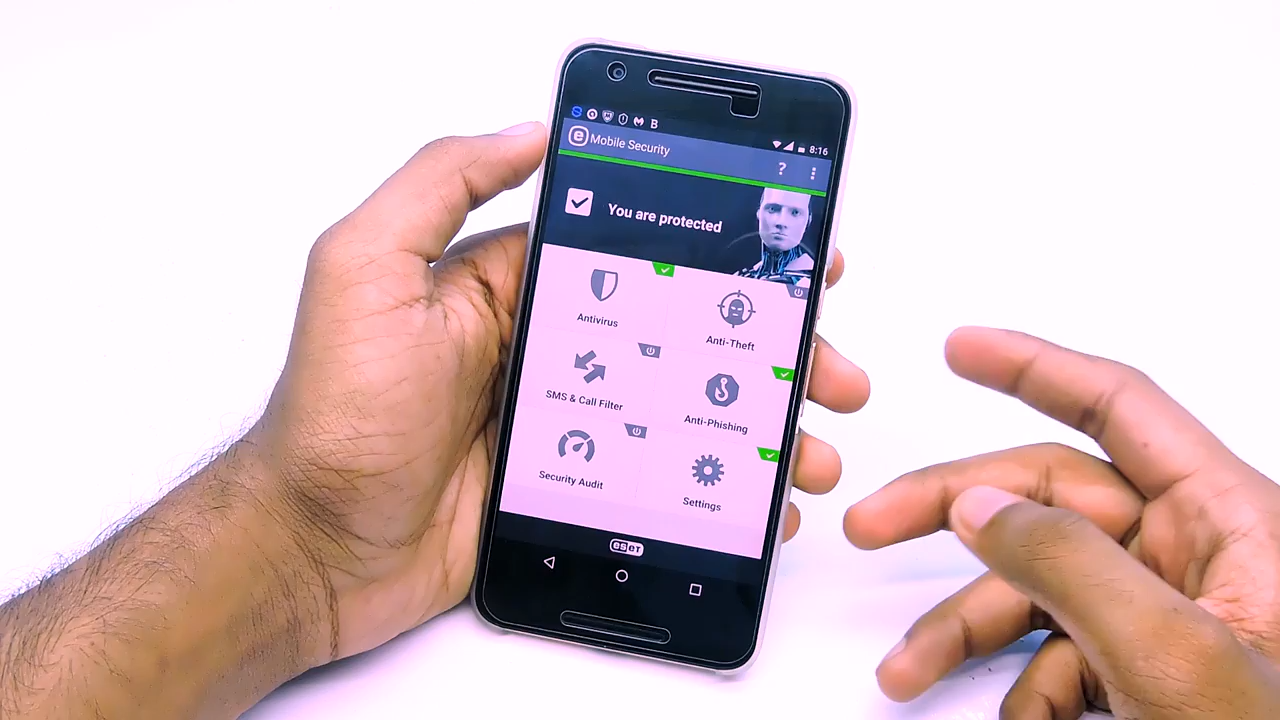 B
8:16
e Mobile Security
?
You are protected
Antivirus
Anti-Theft
SMS & Call Filter
Anti-Phishing
Security Audit
Settings
eseT